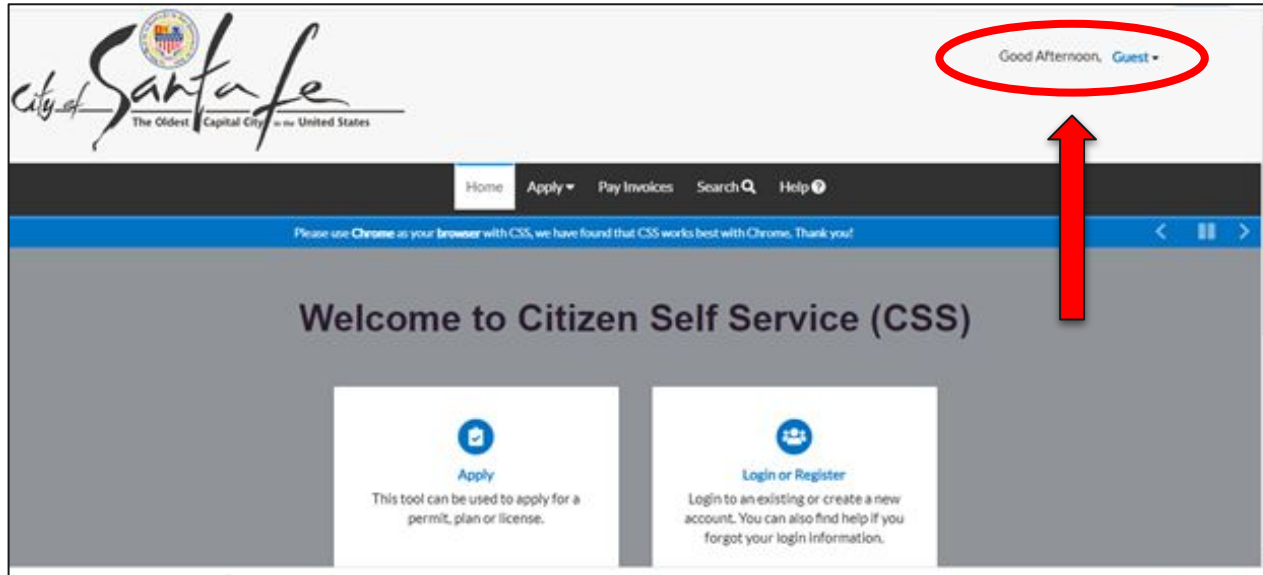 City of Santa Fe
The Oldest Capital City in the United States
Good Afternoon, Guest
Home Apply Pay Invoices Search Help
Please use Chrome as your browser with CSS, we have found that CSS works best with Chrome. Thank you!
Welcome to Citizen Self Service (CSS)
Apply
This tool can be used to apply for a
permit, plan or license.
Login or Register
Login to an existing or create a new
account. You can also find help if you
forgot your login information.